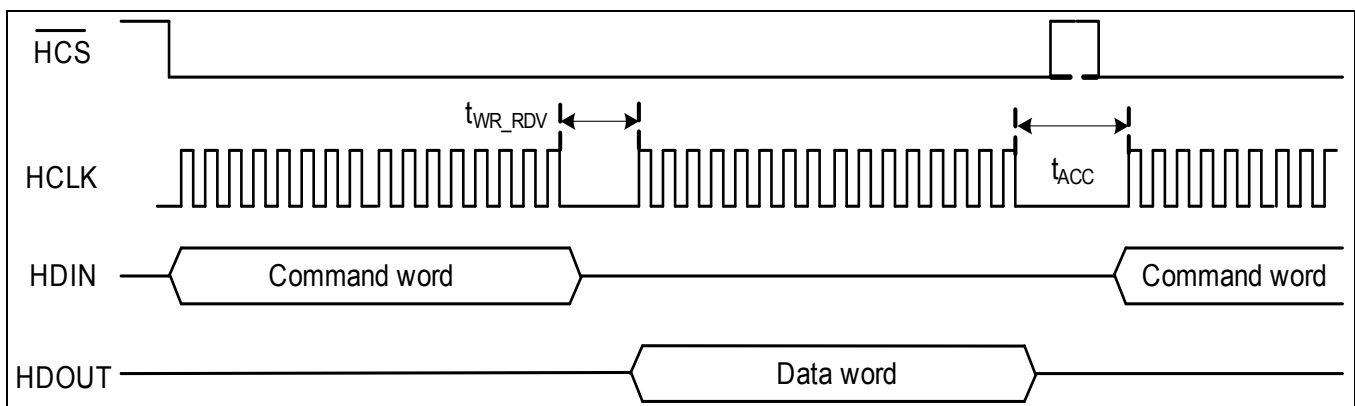 HCS
tWR_RDV
HCLK
tACC
HDIN
Command word
Command word
HDOUT
Data word